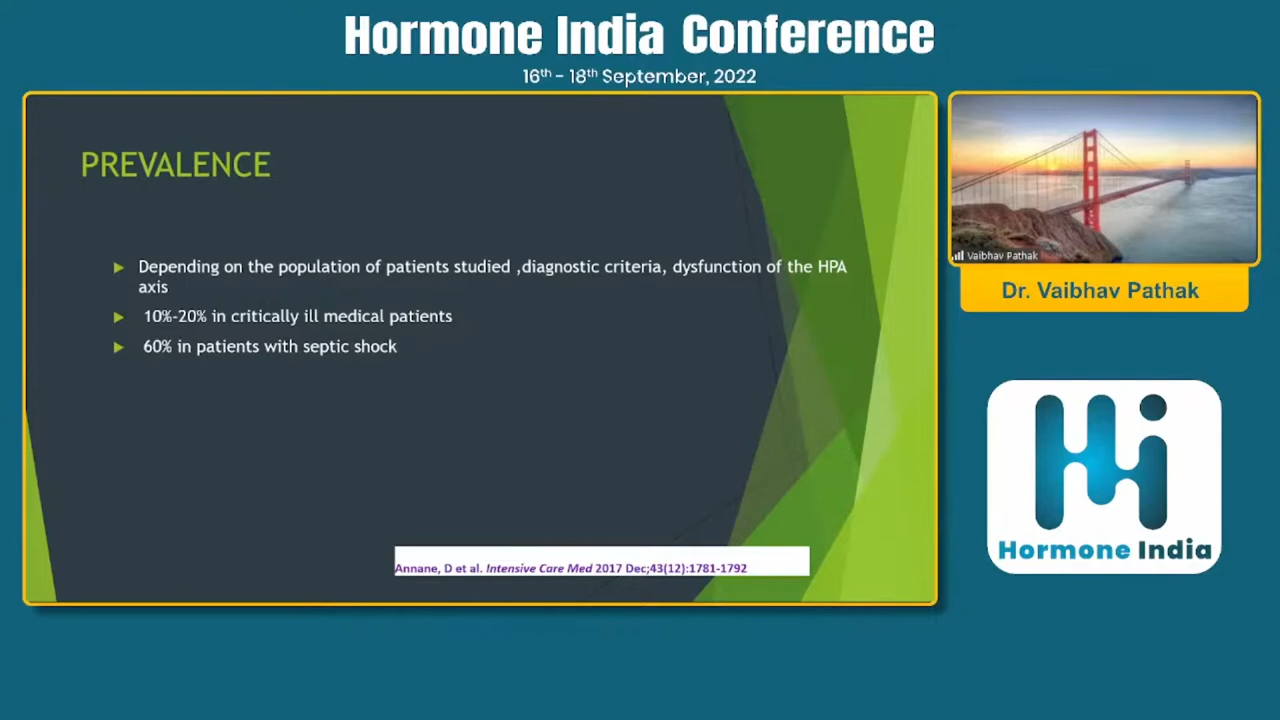 Hormone India Conference
16th - 18th September, 2022
PREVALENCE
Depending on the population of patients studied ,diagnostic criteria, dysfunction of the HPA
axis
10%-20% in critically ill medical patients
60% in patients with septic shock
Annane, D et al. Intensive Care Med 2017 Dec;43(12):1781-1792
Vaibhav Pathak
Dr. Vaibhav Pathak
Hi
Hormone India